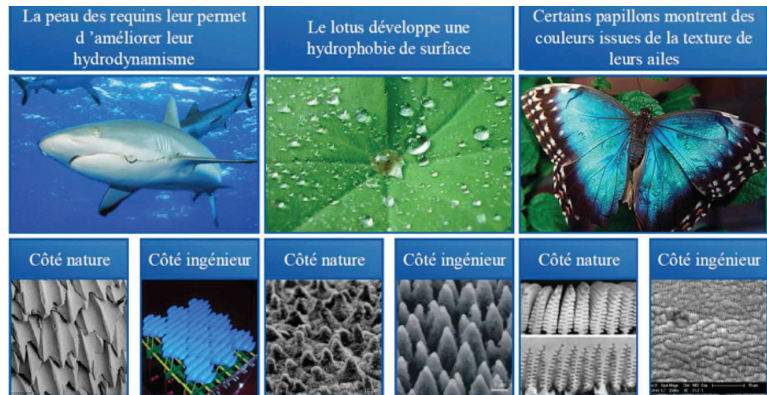 La peau des requins leur permet
d 'améliorer leur
hydrodynamisme
Le lotus développe une
hydrophobie de surface
Certains papillons montrent des
couleurs issues de la texture de
leurs ailes
Côté nature
Côté ingénieur
Côté nature
Côté ingénieur
Côté nature
Côté ingénieur